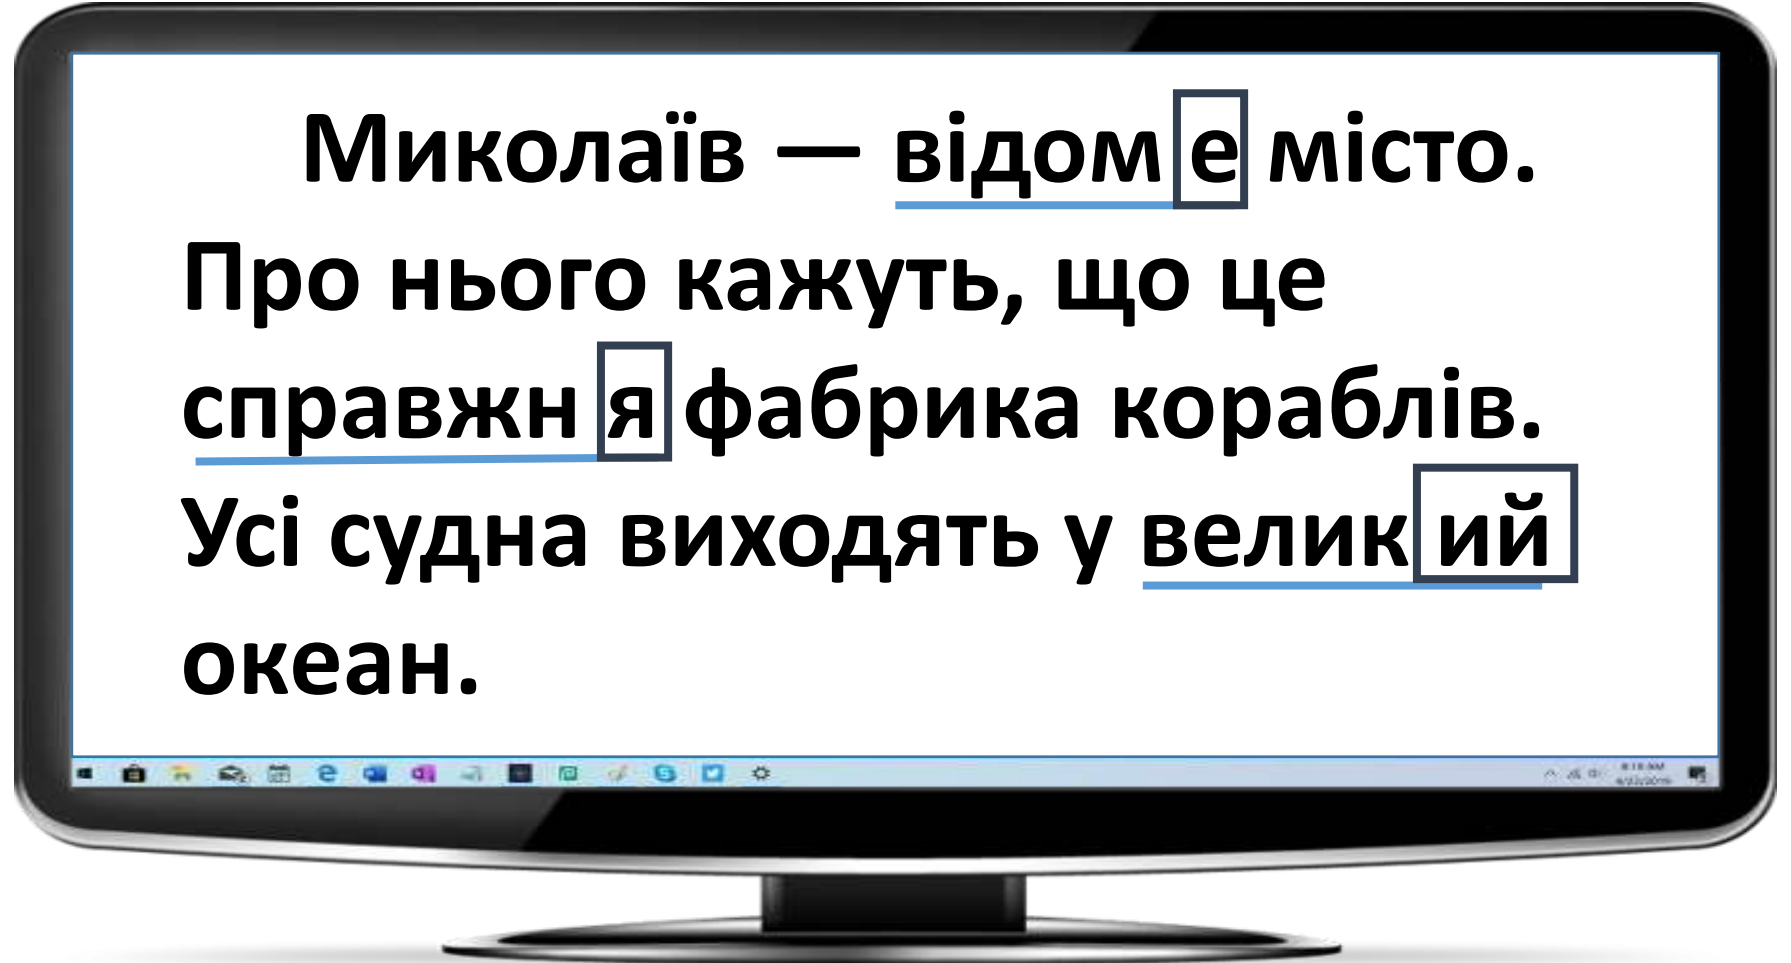 Миколаїв — відоме місто.
Про нього кажуть, що це
справжня фабрика кораблів.
Усі судна виходять у великий
океан.